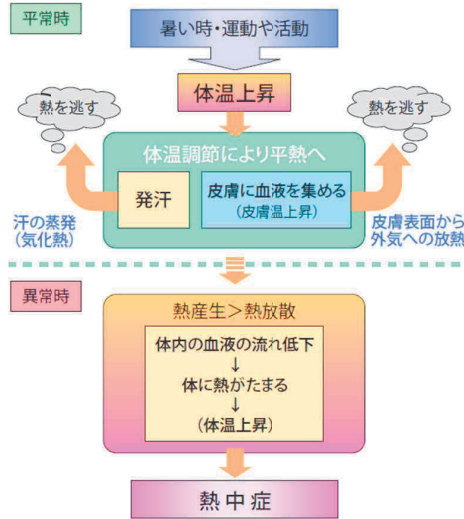 平常時
暑い時・運動や活動
体温上昇
熱を逃す
熱を逃す
体温調節により平熱へ
発汗
皮膚に血液を集める
(皮膚温上昇)
汗の蒸発
(気化熱)
皮膚表面から
外気への放熱
異常時
熱産生＞熱放散
体内の血液の流れ低下
↓
体に熱がたまる
↓
(体温上昇)
熱中症